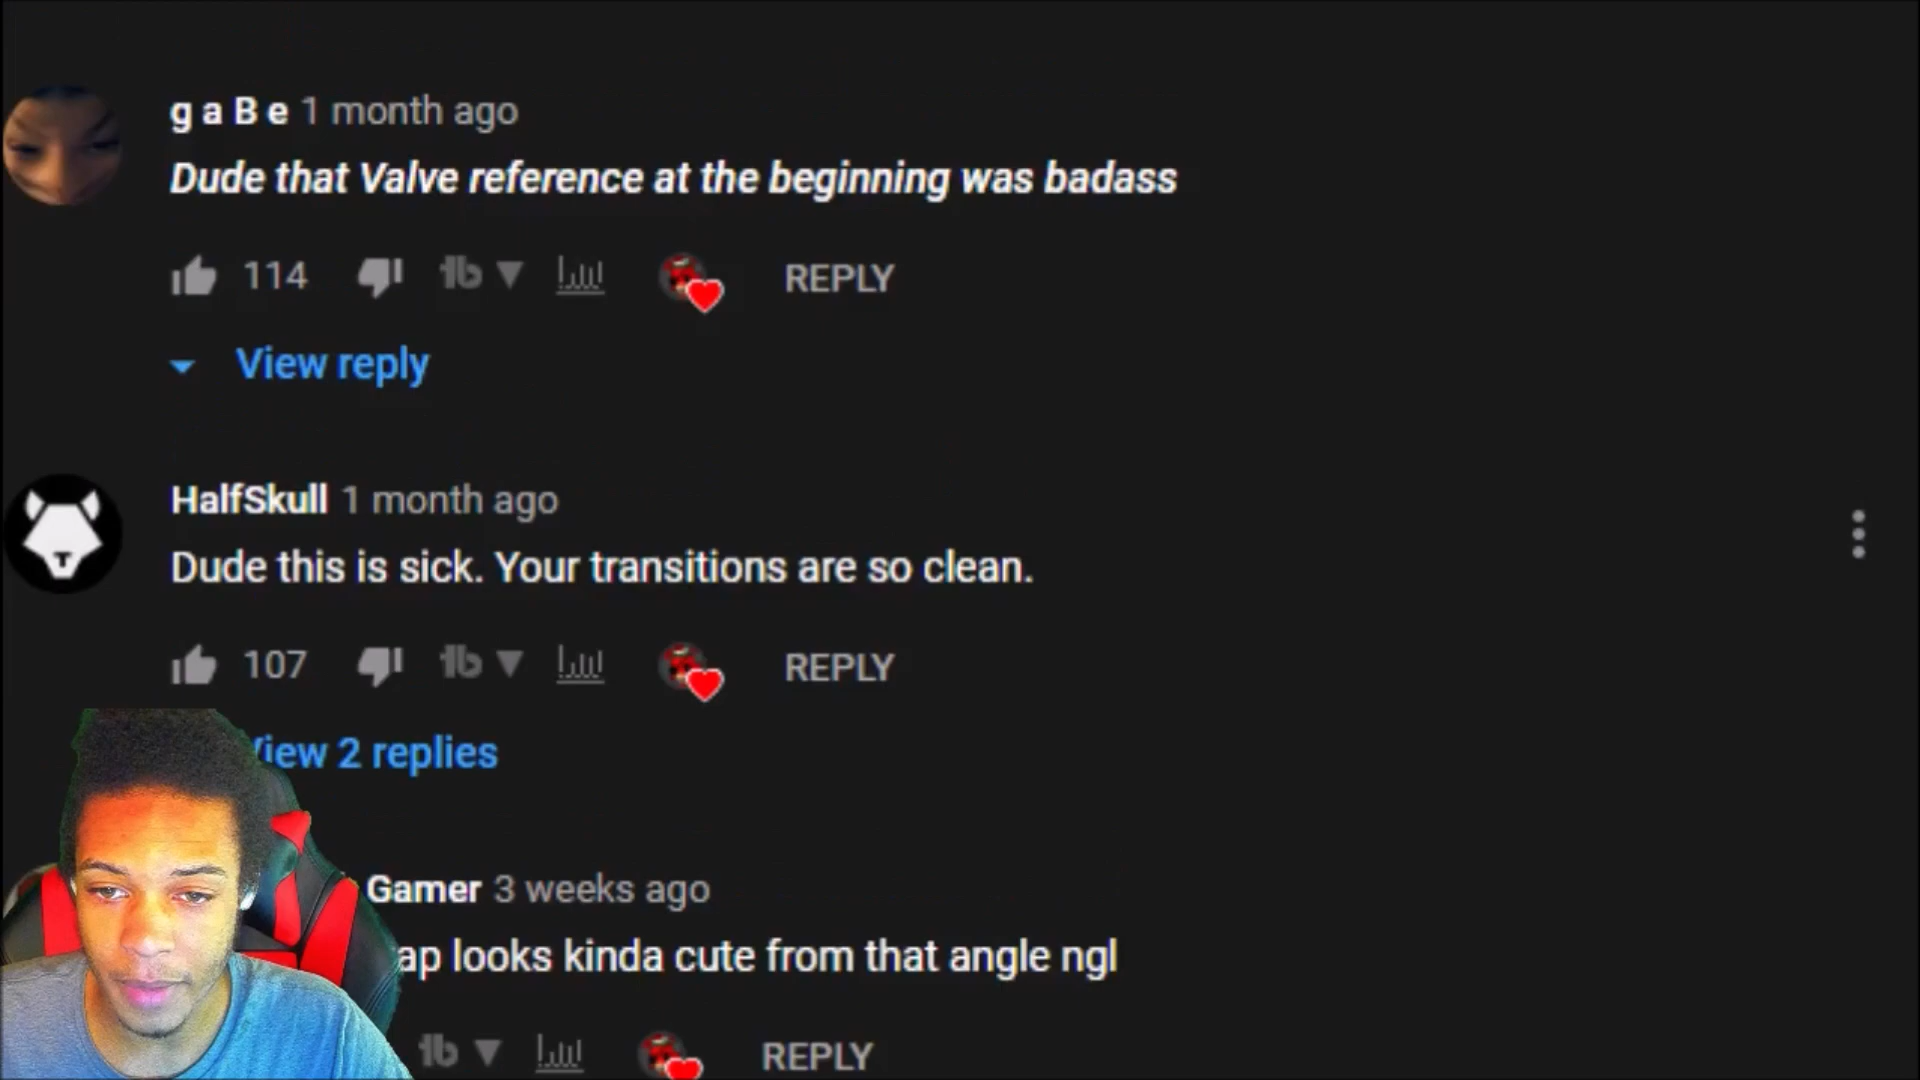 g a B e 1 month ago
Dude that Valve reference at the beginning was badass
114 REPLY
View reply
HalfSkull 1 month ago
Dude this is sick. Your transitions are so clean.
107 REPLY
View 2 replies
Gamer 3 weeks ago
looks kinda cute from that angle ngl
REPLY